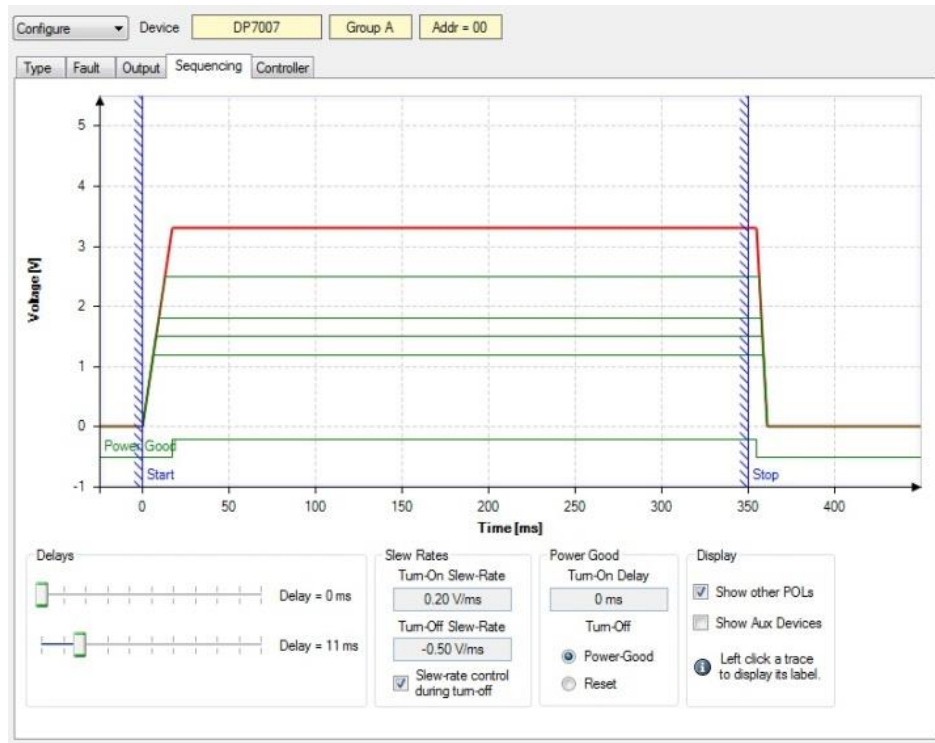 Configure Device DP7007 Group A Addr = 00
Type Fault Output Sequencing Controller
5
4
3
2
1
0
-1
Voltage [V]
Power Good
Start
Stop
0 50 100 150 200 250 300 350 400
Time [ms]
Delays
Delay = 0 ms
Delay = 11 ms
Slew Rates
Turn-On Slew-Rate
0.20 V/ms
Turn-Off Slew-Rate
-0.50 V/ms
Slew-rate control
during turn-off
Power Good
Turn-On Delay
0 ms
Turn-Off
Power-Good
Reset
Display
Show other POLs
Show Aux Devices
Left click a trace
to display its label.